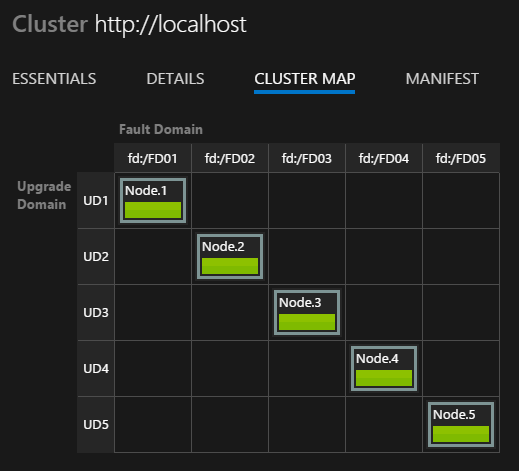 Cluster http://localhost
ESSENTIALS DETAILS CLUSTER MAP MANIFEST
Fault Domain
fd:/FD01 fd:/FD02 fd:/FD03 fd:/FD04 fd:/FD05
Upgrade
Domain
UD1 Node.1
UD2 Node.2
UD3 Node.3
UD4 Node.4
UD5 Node.5